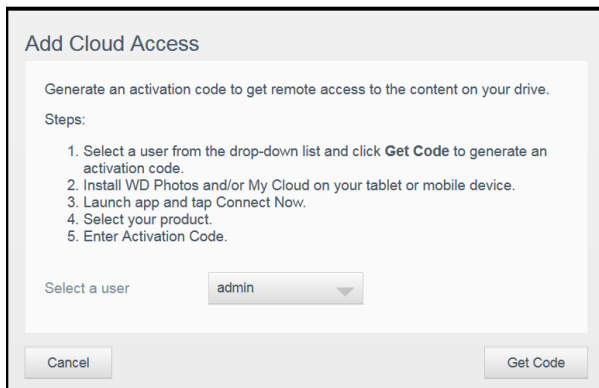 Add Cloud Access
Generate an activation code to get remote access to the content on your drive.
Steps:
1. Select a user from the drop-down list and click Get Code to generate an
activation code.
2. Install WD Photos and/or My Cloud on your tablet or mobile device.
3. Launch app and tap Connect Now.
4. Select your product.
5. Enter Activation Code.
Select a user admin
Cancel Get Code